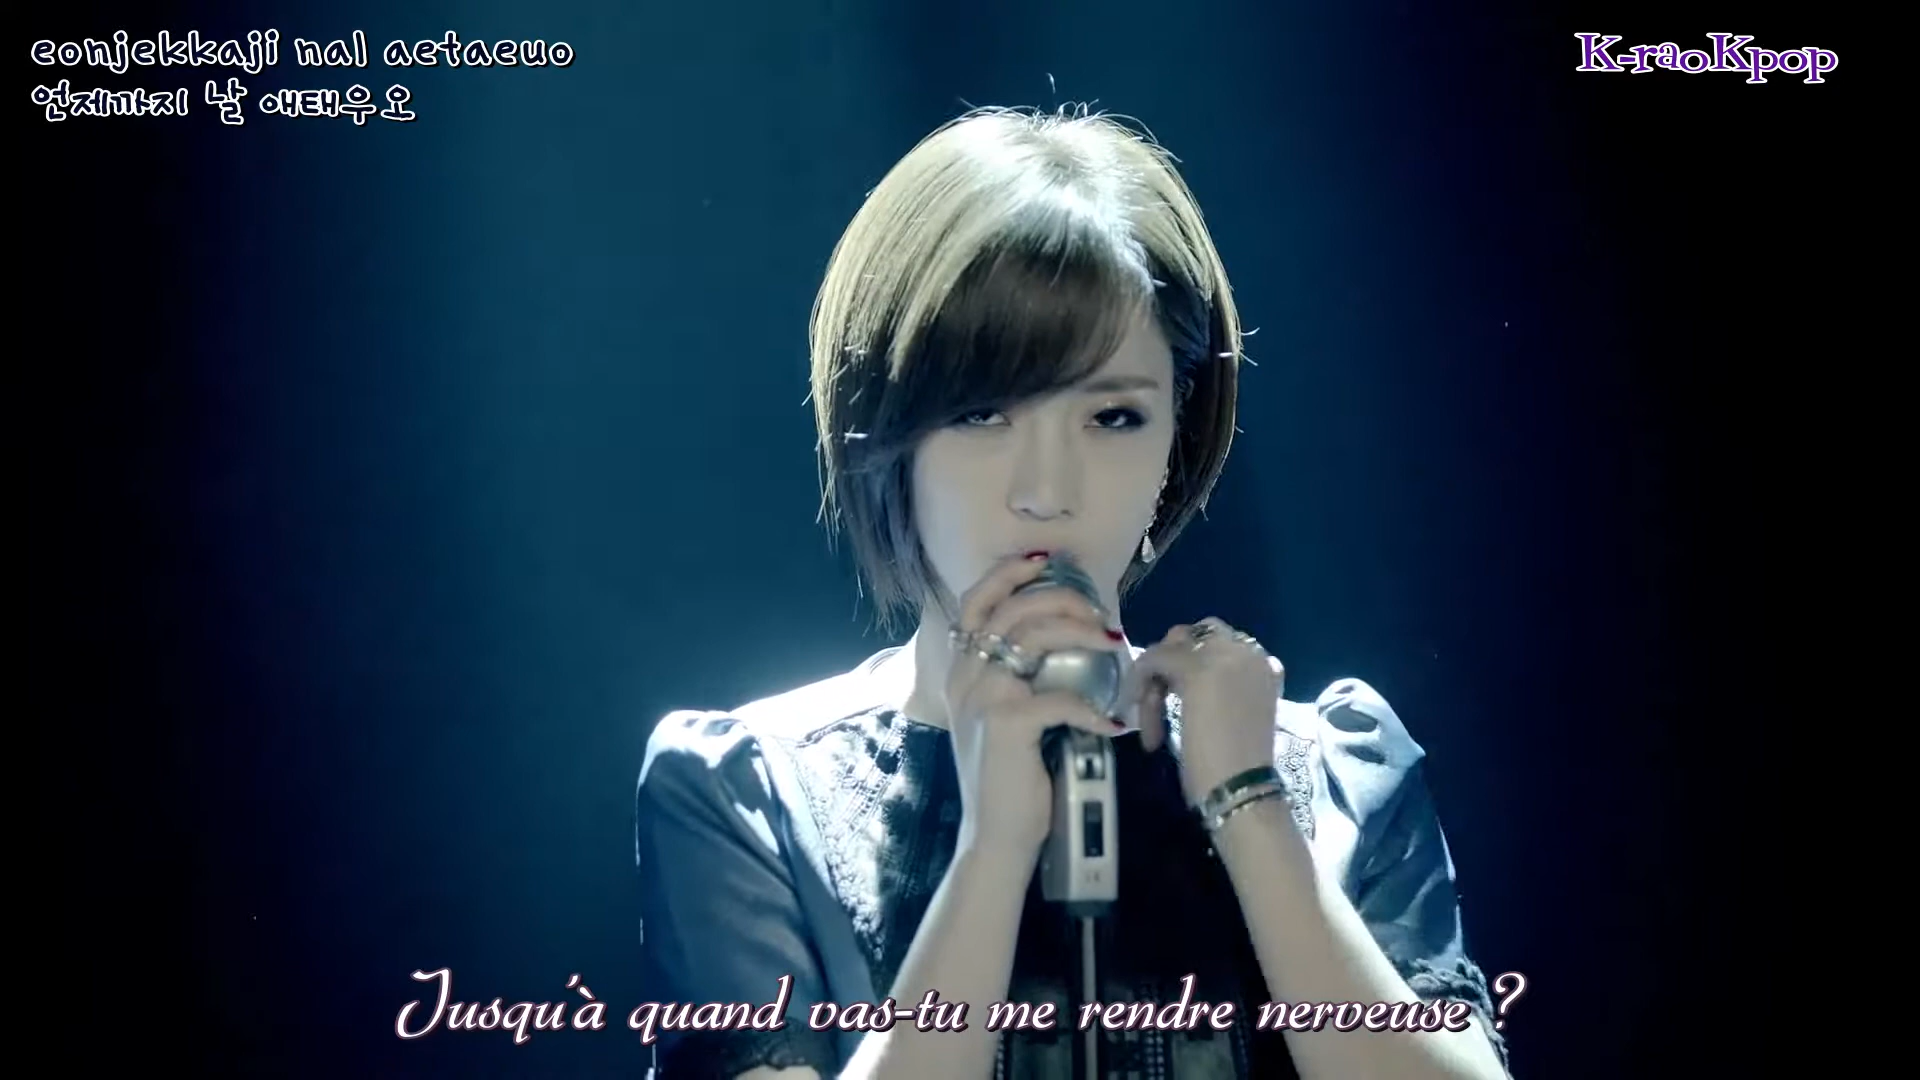 eonjekkaji nal aetaeuo
언제까지 날 애태우오
K-raoKpop
Jusqu'à quand vas-tu me rendre nerveuse ?